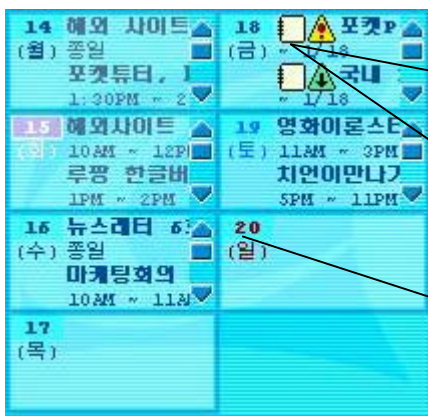 14 해외 사이트
(월) 종일
포켓튜터,
1:30PM ~ 2
15 해외사이트
(화) 10AM ~ 12P
루팡 한글버
1PM ~ 2PM
16 뉴스레터 6
(수) 종일
마케팅회의
10AM ~ 11A
17
(목)
18 포켓P
(금) ~ 1/18
국내
~ 1/18
19 영화이론스터
(토) 11AM ~ 3PM
치언이만나기
5PM ~ 11PM
20
(일)